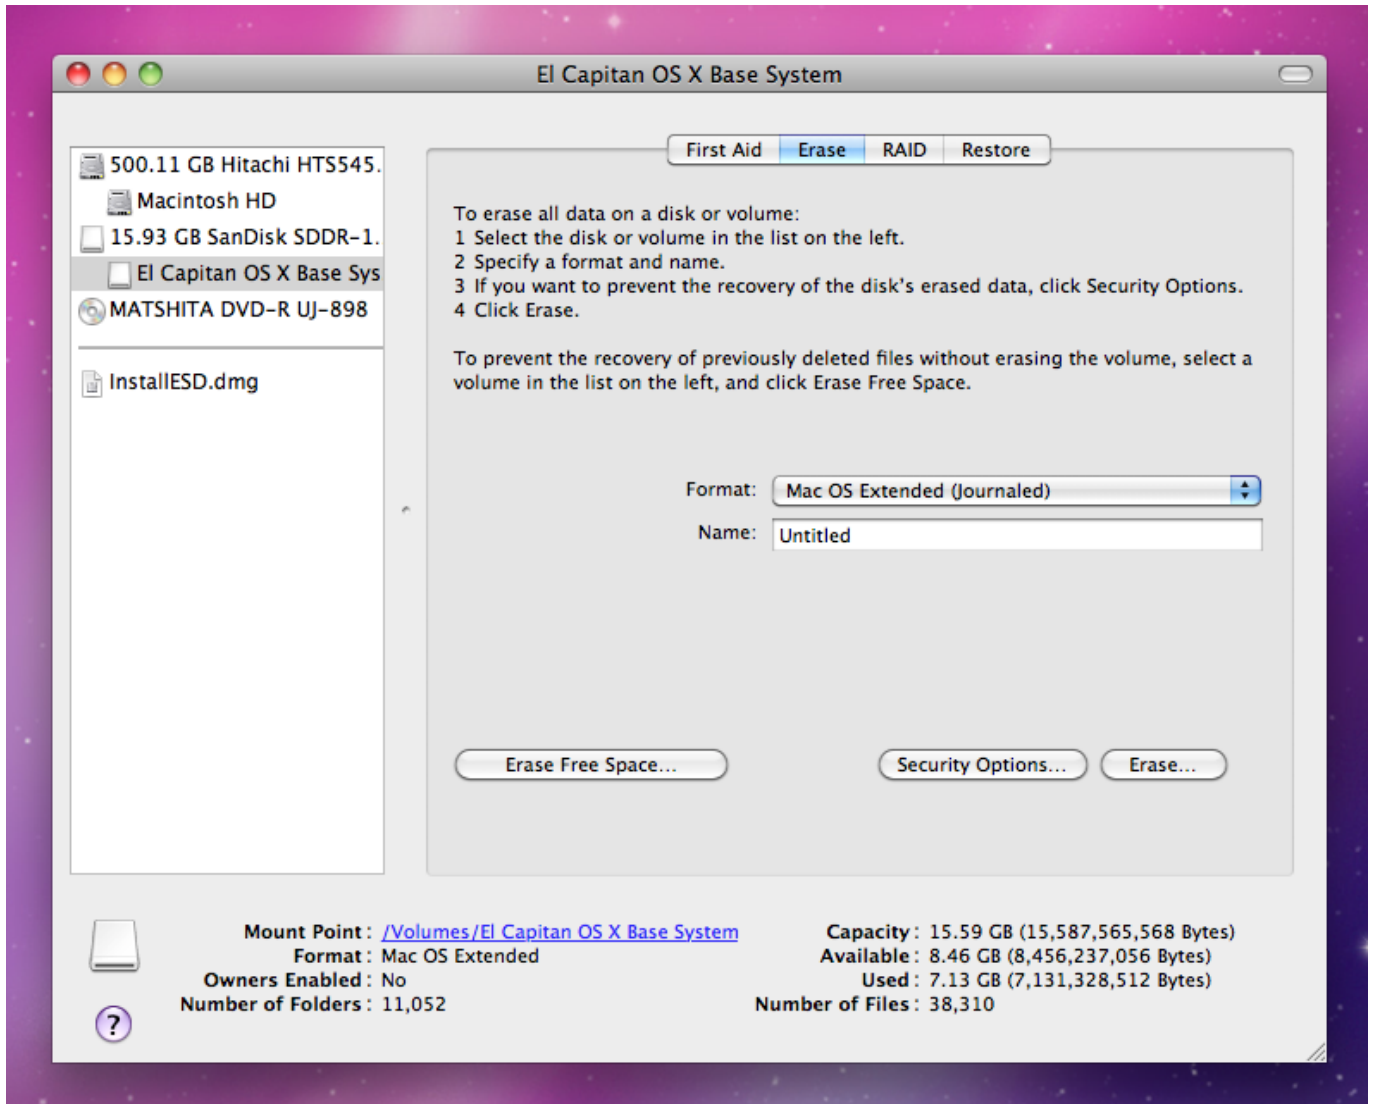 El Capitan OS X Base System
500.11 GB Hitachi HTS545.
Macintosh HD
15.93 GB SanDisk SDDR-1.
El Capitan OS X Base Sys
MATSHITA DVD-R UJ-898
InstallESD.dmg
First Aid Erase RAID Restore
To erase all data on a disk or volume:
1 Select the disk or volume in the list on the left.
2 Specify a format and name.
3 If you want to prevent the recovery of the disk's erased data, click Security Options.
4 Click Erase.
To prevent the recovery of previously deleted files without erasing the volume, select a
volume in the list on the left, and click Erase Free Space.
Format: Mac OS Extended (Journaled)
Name: Untitled
Erase Free Space... Security Options... Erase...
Mount Point : /Volumes/El Capitan OS X Base System
Format : Mac OS Extended
Owners Enabled : No
Number of Folders : 11,052
Capacity : 15.59 GB (15,587,565,568 Bytes)
Available : 8.46 GB (8,456,237,056 Bytes)
Used : 7.13 GB (7,131,328,512 Bytes)
Number of Files : 38,310
?